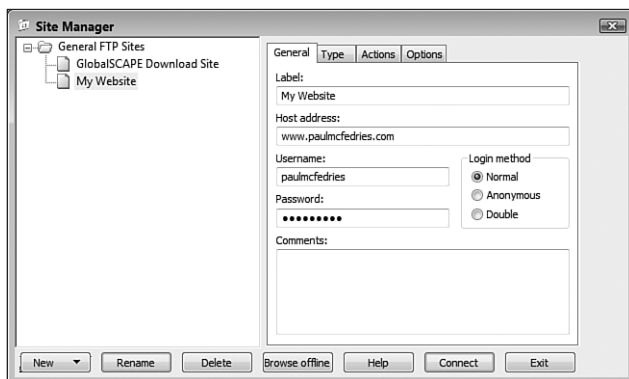 Site Manager
General FTP Sites
GlobalSCAPE Download Site
My Website
General Type Actions Options
Label:
My Website
Host address:
www.paulmcfedries.com
Username:
paulmcfedries
Login method
Normal
Anonymous
Double
Password:
•••••••••
Comments:
New Rename Delete Browse offline Help Connect Exit